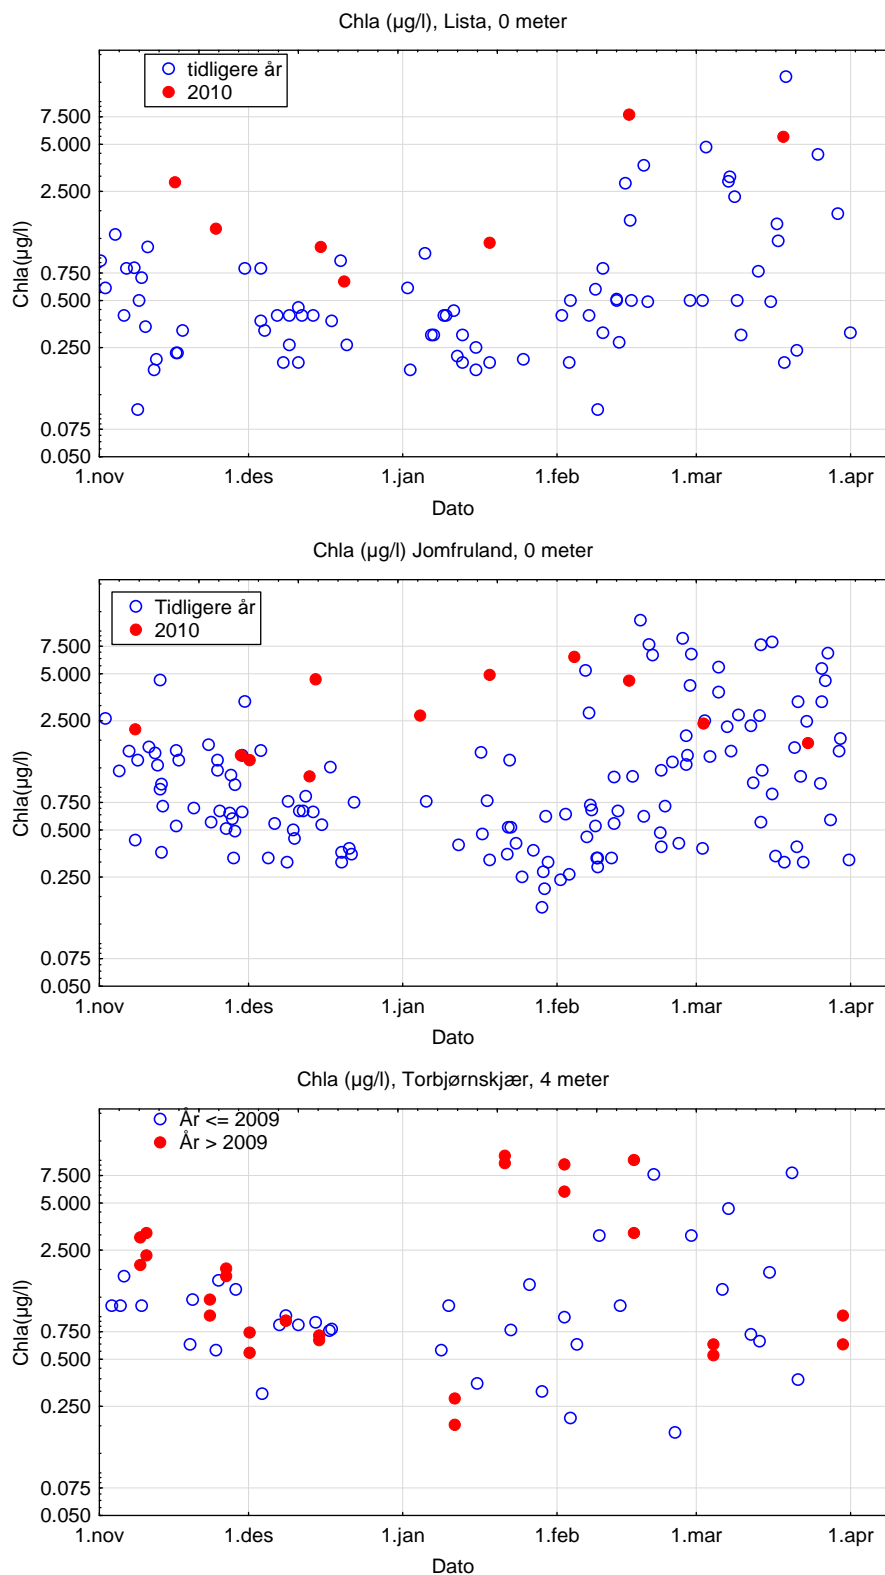 Chla (µg/l), Lista, 0 meter
tidligere år
2010
7.500
5.000
2.500
0.750
0.500
0.250
0.075
0.050
Chla(µg/l)
1.nov 1.des 1.jan 1.feb 1.mar 1.apr
Dato
Chla (µg/l) Jomfruland, 0 meter
Tidligere år
2010
7.500
5.000
2.500
0.750
0.500
0.250
0.075
0.050
Chla(µg/l)
1.nov 1.des 1.jan 1.feb 1.mar 1.apr
Dato
Chla (µg/l), Torbjørnskjær, 4 meter
År <= 2009
År > 2009
7.500
5.000
2.500
0.750
0.500
0.250
0.075
0.050
Chla(µg/l)
1.nov 1.des 1.jan 1.feb 1.mar 1.apr
Dato